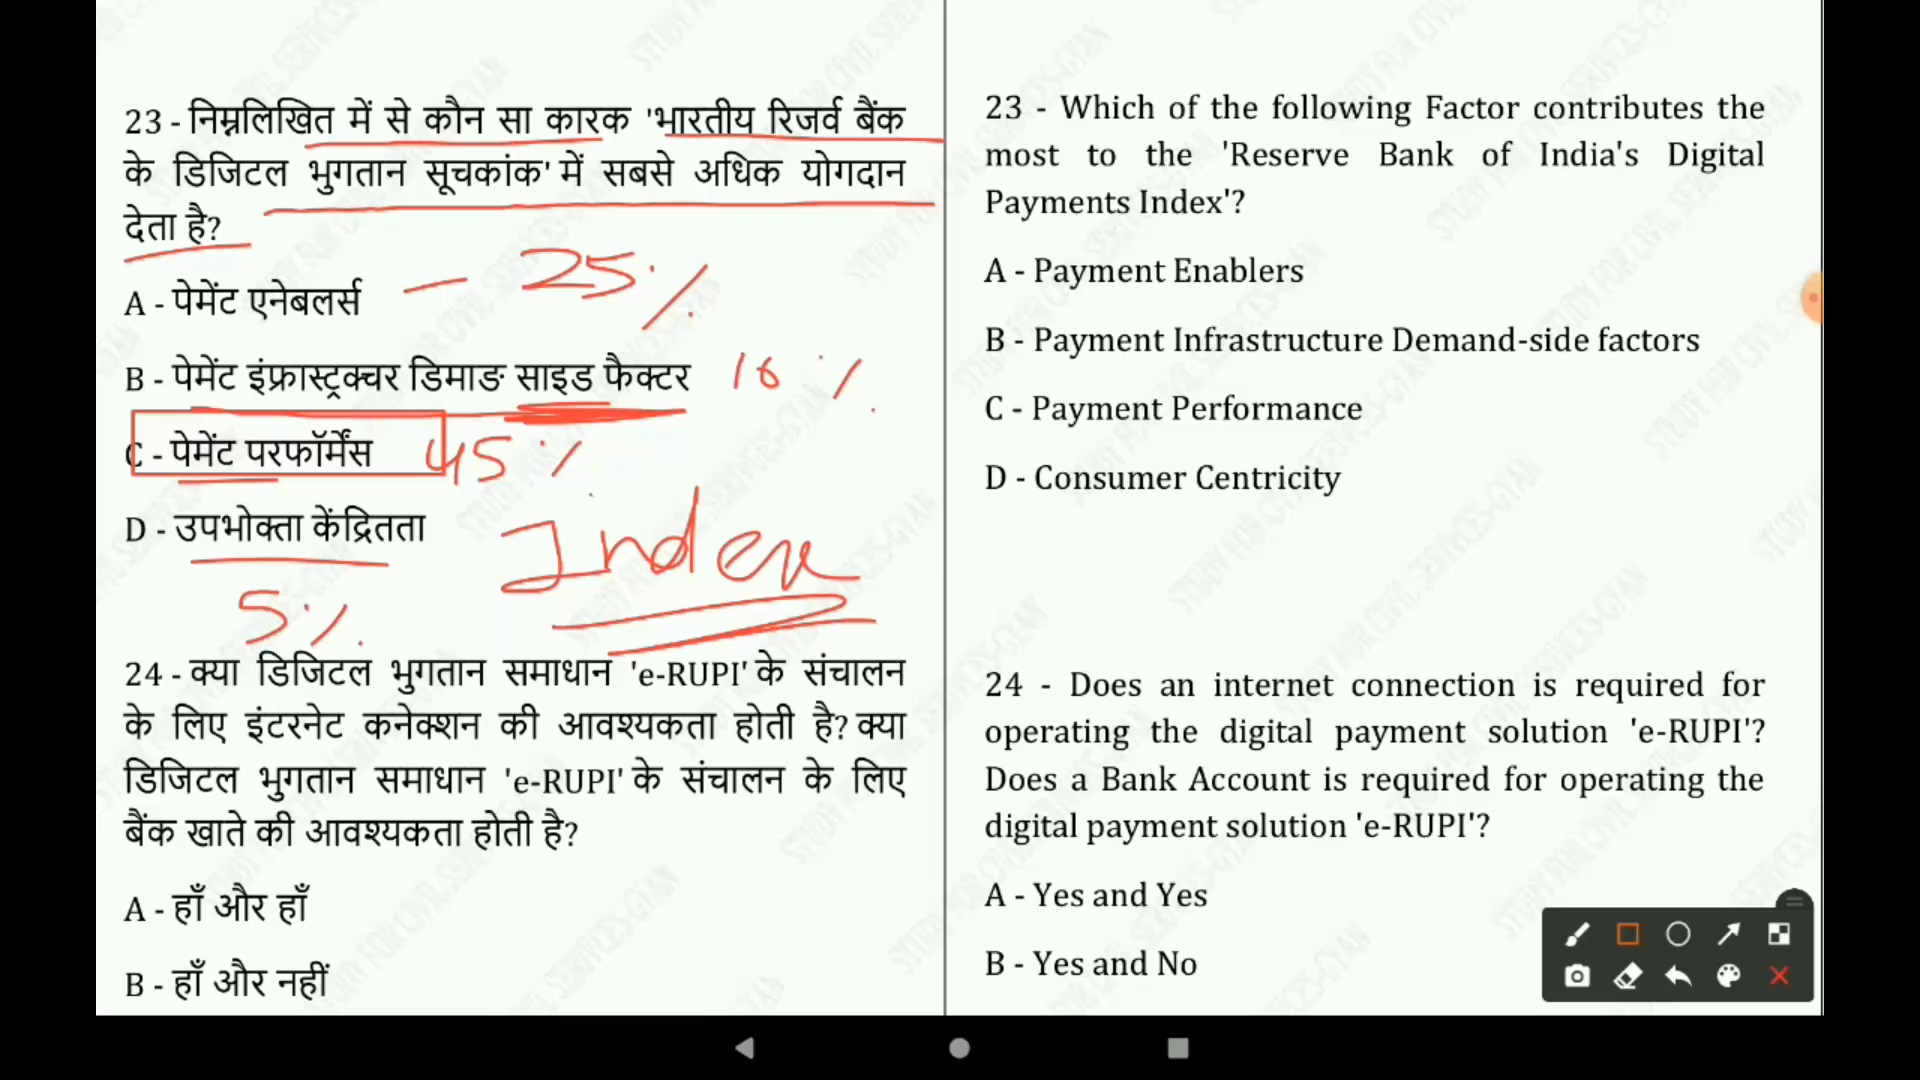 23 - निम्नलिखित में से कौन सा कारक 'भारतीय रिजर्व बैंक
के डिजिटल भुगतान सूचकांक' में सबसे अधिक योगदान
देता है?
A - पेमेंट एनेबलर्स - 25%
B - पेमेंट इंफ्रास्ट्रक्चर डिमाङ साइड फैक्टर 10%
C - पेमेंट परफॉर्मेंस 45%
D - उपभोक्ता केंद्रितता
Index
5%
24 - क्या डिजिटल भुगतान समाधान 'e-RUPI' के संचालन
के लिए इंटरनेट कनेक्शन की आवश्यकता होती है? क्या
डिजिटल भुगतान समाधान 'e-RUPI' के संचालन के लिए
बैंक खाते की आवश्यकता होती है?
A - हाँ और हाँ
B - हाँ और नहीं
23 - Which of the following Factor contributes the
most to the 'Reserve Bank of India's Digital
Payments Index'?
A - Payment Enablers
B - Payment Infrastructure Demand-side factors
C - Payment Performance
D - Consumer Centricity
24 - Does an internet connection is required for
operating the digital payment solution 'e-RUPI'?
Does a Bank Account is required for operating the
digital payment solution 'e-RUPI'?
A - Yes and Yes
B - Yes and No